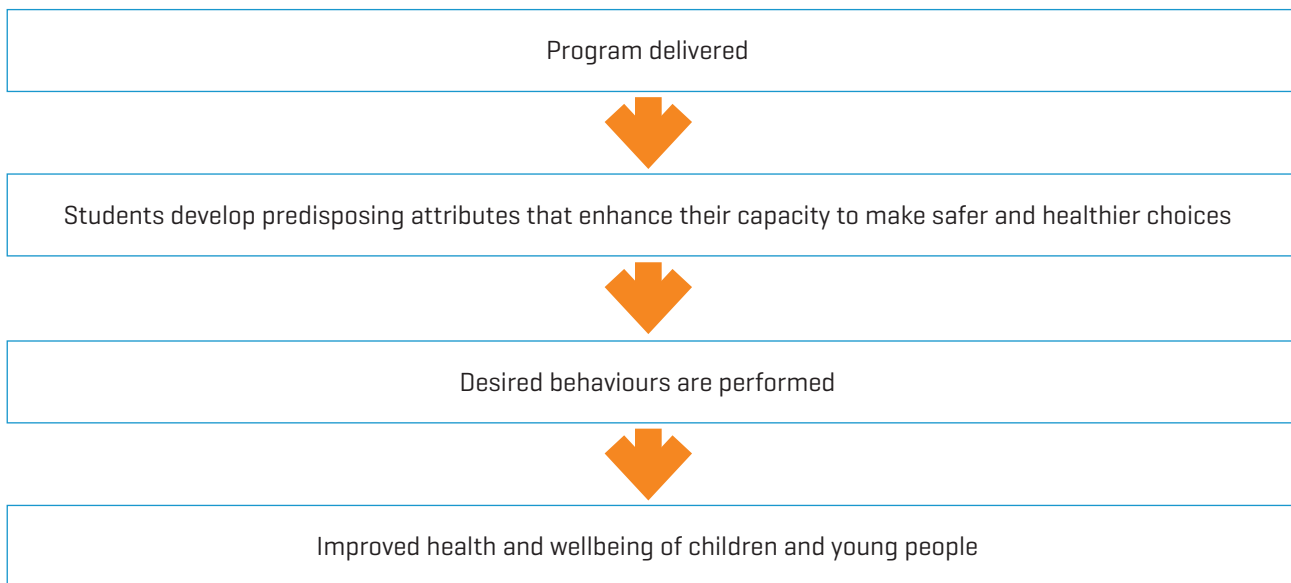 Program delivered
Students develop predisposing attributes that enhance their capacity to make safer and healthier choices
Desired behaviours are performed
Improved health and wellbeing of children and young people